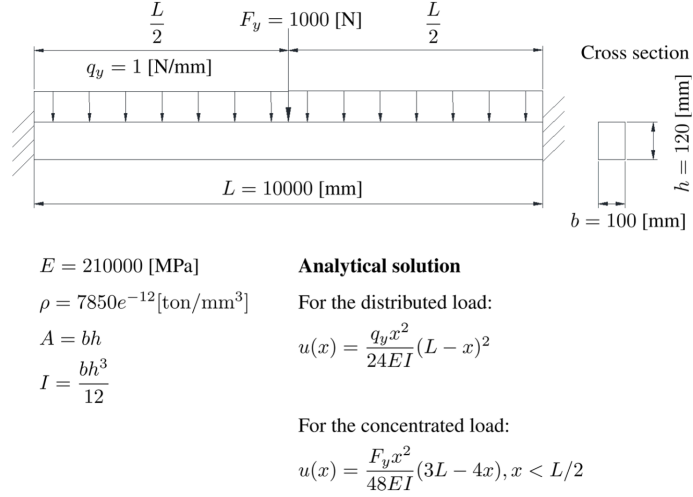 L/2
F_y = 1000 [N]
L/2
Cross section
q_y = 1 [N/mm]
h = 120 [mm]
L = 10000 [mm]
b = 100 [mm]
E = 210000 [MPa]
ρ = 7850e^{−12}[ton/mm^3]
A = bh
I = bh^3/12
Analytical solution
For the distributed load:
u(x) = q_y x^2/24EI (L − x)^2
For the concentrated load:
u(x) = F_y x^2/48EI (3L − 4x), x < L/2